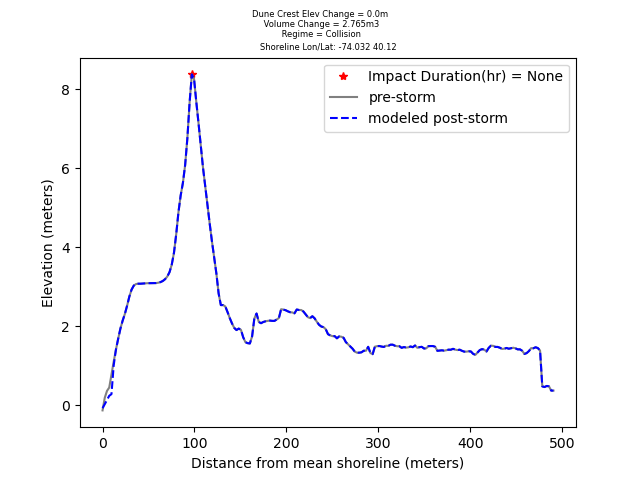 Dune Crest Elev Change = 0.0m
Volume Change = 2.765m3
Regime = Collision
Shoreline Lon/Lat: -74.032 40.12
Impact Duration(hr) = None
pre-storm
modeled post-storm
Elevation (meters)
8
6
4
2
0
0 100 200 300 400 500
Distance from mean shoreline (meters)